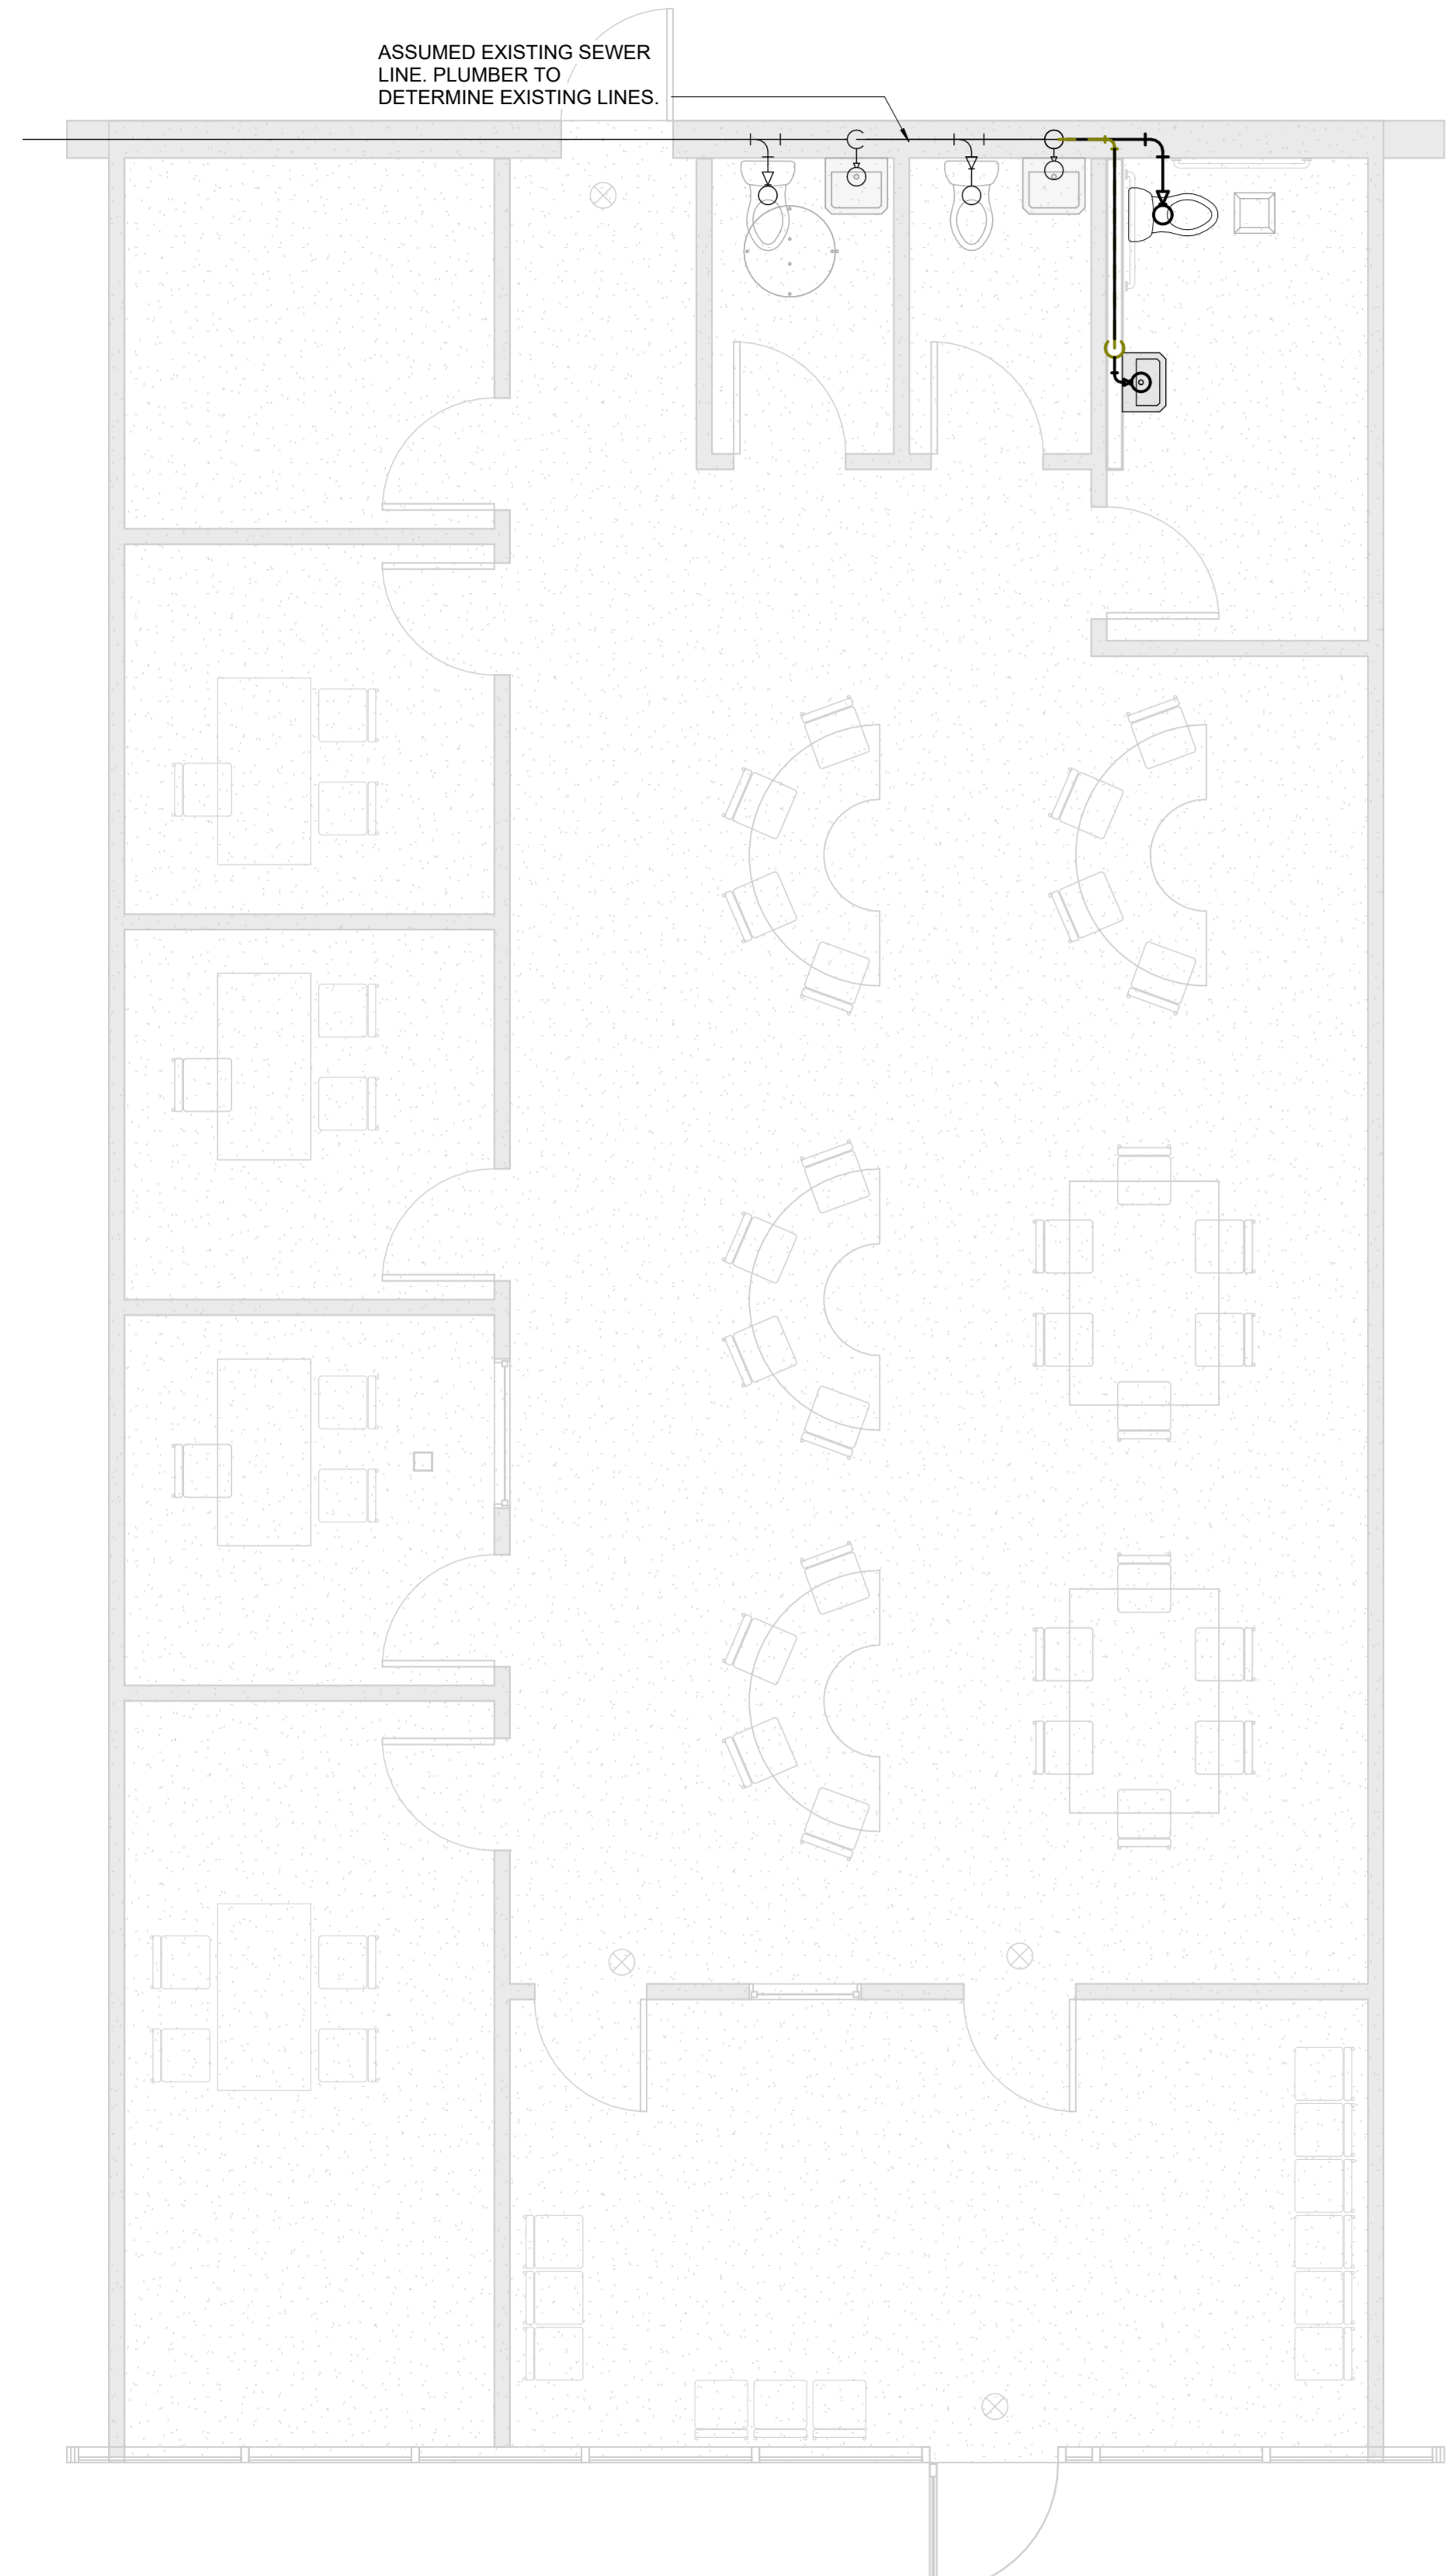 ASSUMED EXISTING SEWER
LINE. PLUMBER TO
DETERMINE EXISTING LINES.